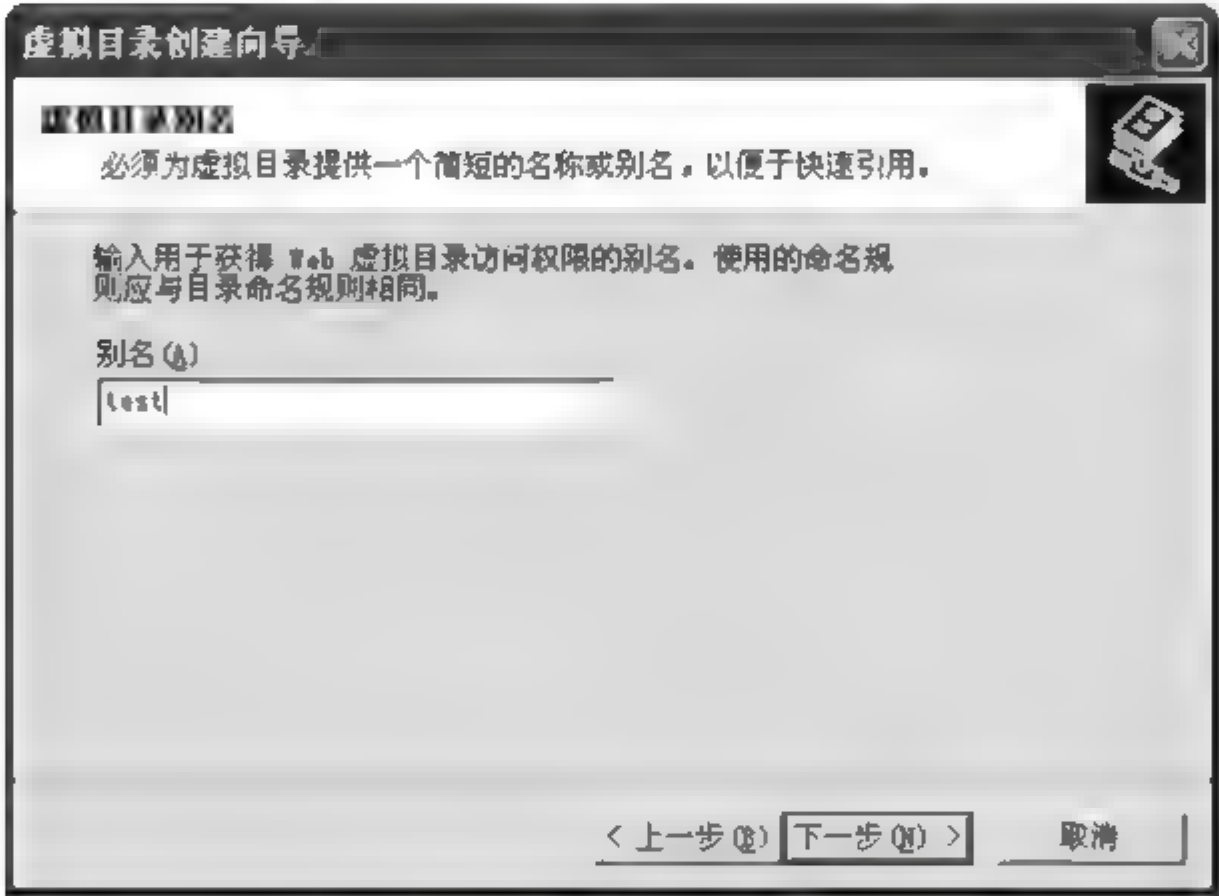 虚拟目录创建向导
虚拟目录别名
必须为虚拟目录提供一个简短的名称或别名，以便于快速引用。
输入用于获得 Web 虚拟目录访问权限的别名。使用的命名规
则应与目录命名规则相同。
别名(A)
test
< 上一步(B) 下一步(N) > 取消